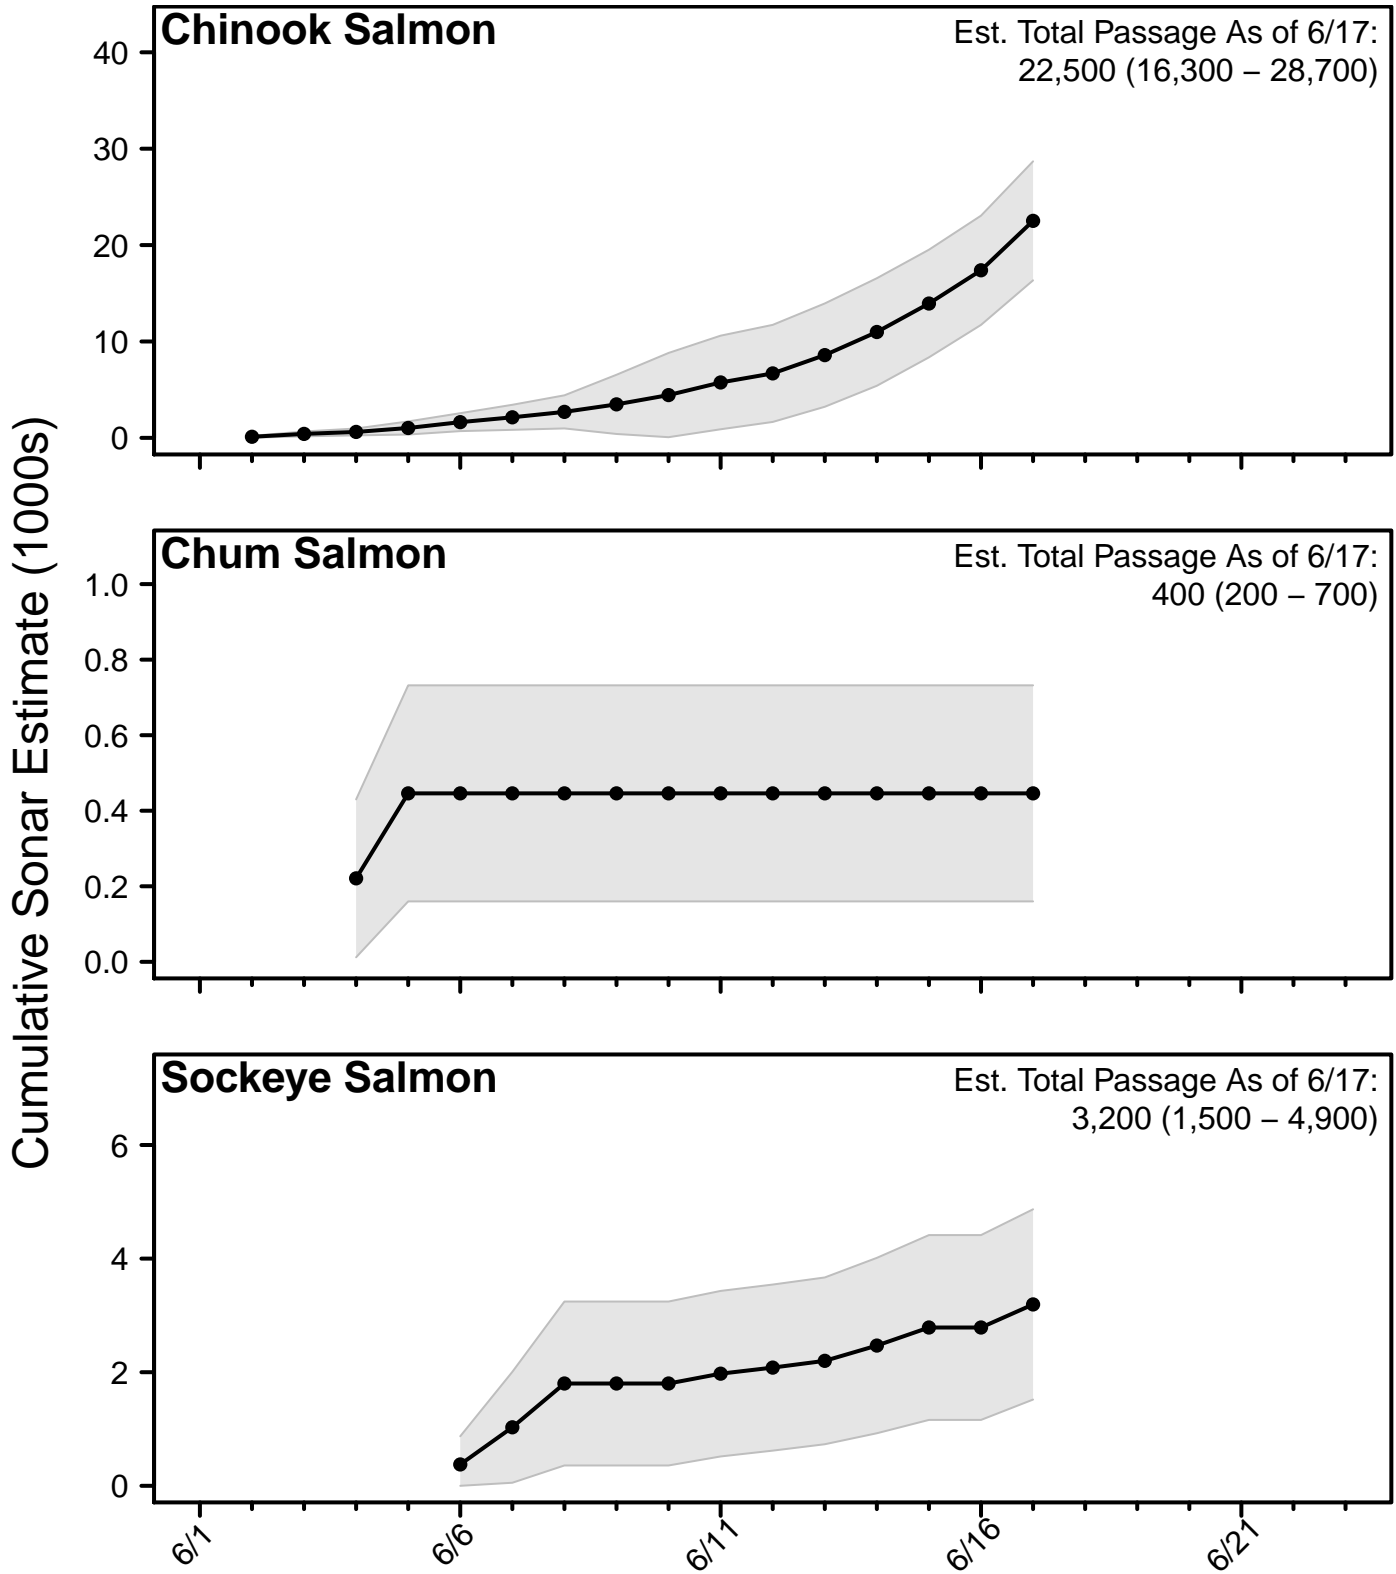 Cumulative Sonar Estimate (1000s)
Chinook Salmon
Est. Total Passage As of 6/17:
22,500 (16,300 – 28,700)
40
30
20
10
0
Chum Salmon
Est. Total Passage As of 6/17:
400 (200 – 700)
1.0
0.8
0.6
0.4
0.2
0.0
Sockeye Salmon
Est. Total Passage As of 6/17:
3,200 (1,500 – 4,900)
6
4
2
0
6/1
6/6
6/11
6/16
6/21